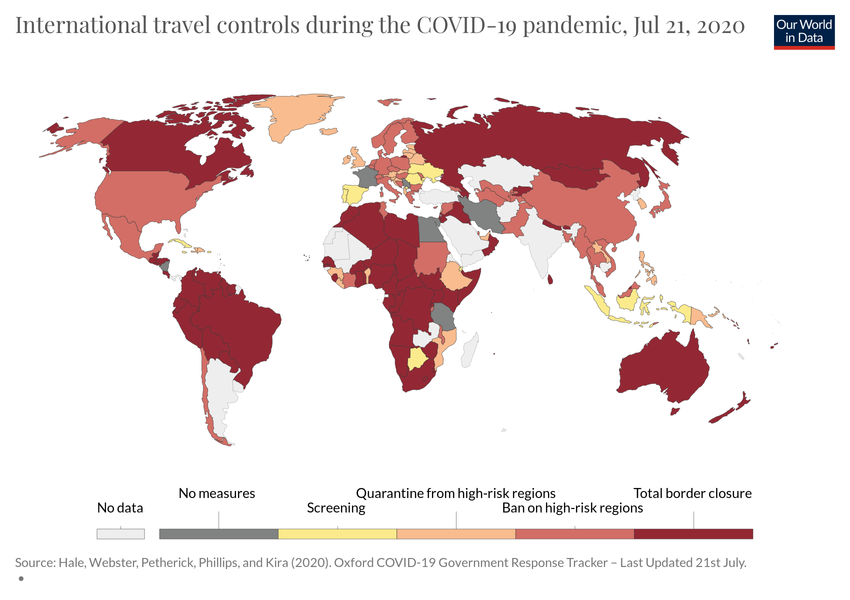 International travel controls during the COVID-19 pandemic, Jul 21, 2020
Our World
in Data
No measures
Quarantine from high-risk regions
Total border closure
No data
Screening
Ban on high-risk regions
Source: Hale, Webster, Petherick, Phillips, and Kira (2020). Oxford COVID-19 Government Response Tracker – Last Updated 21st July.
•